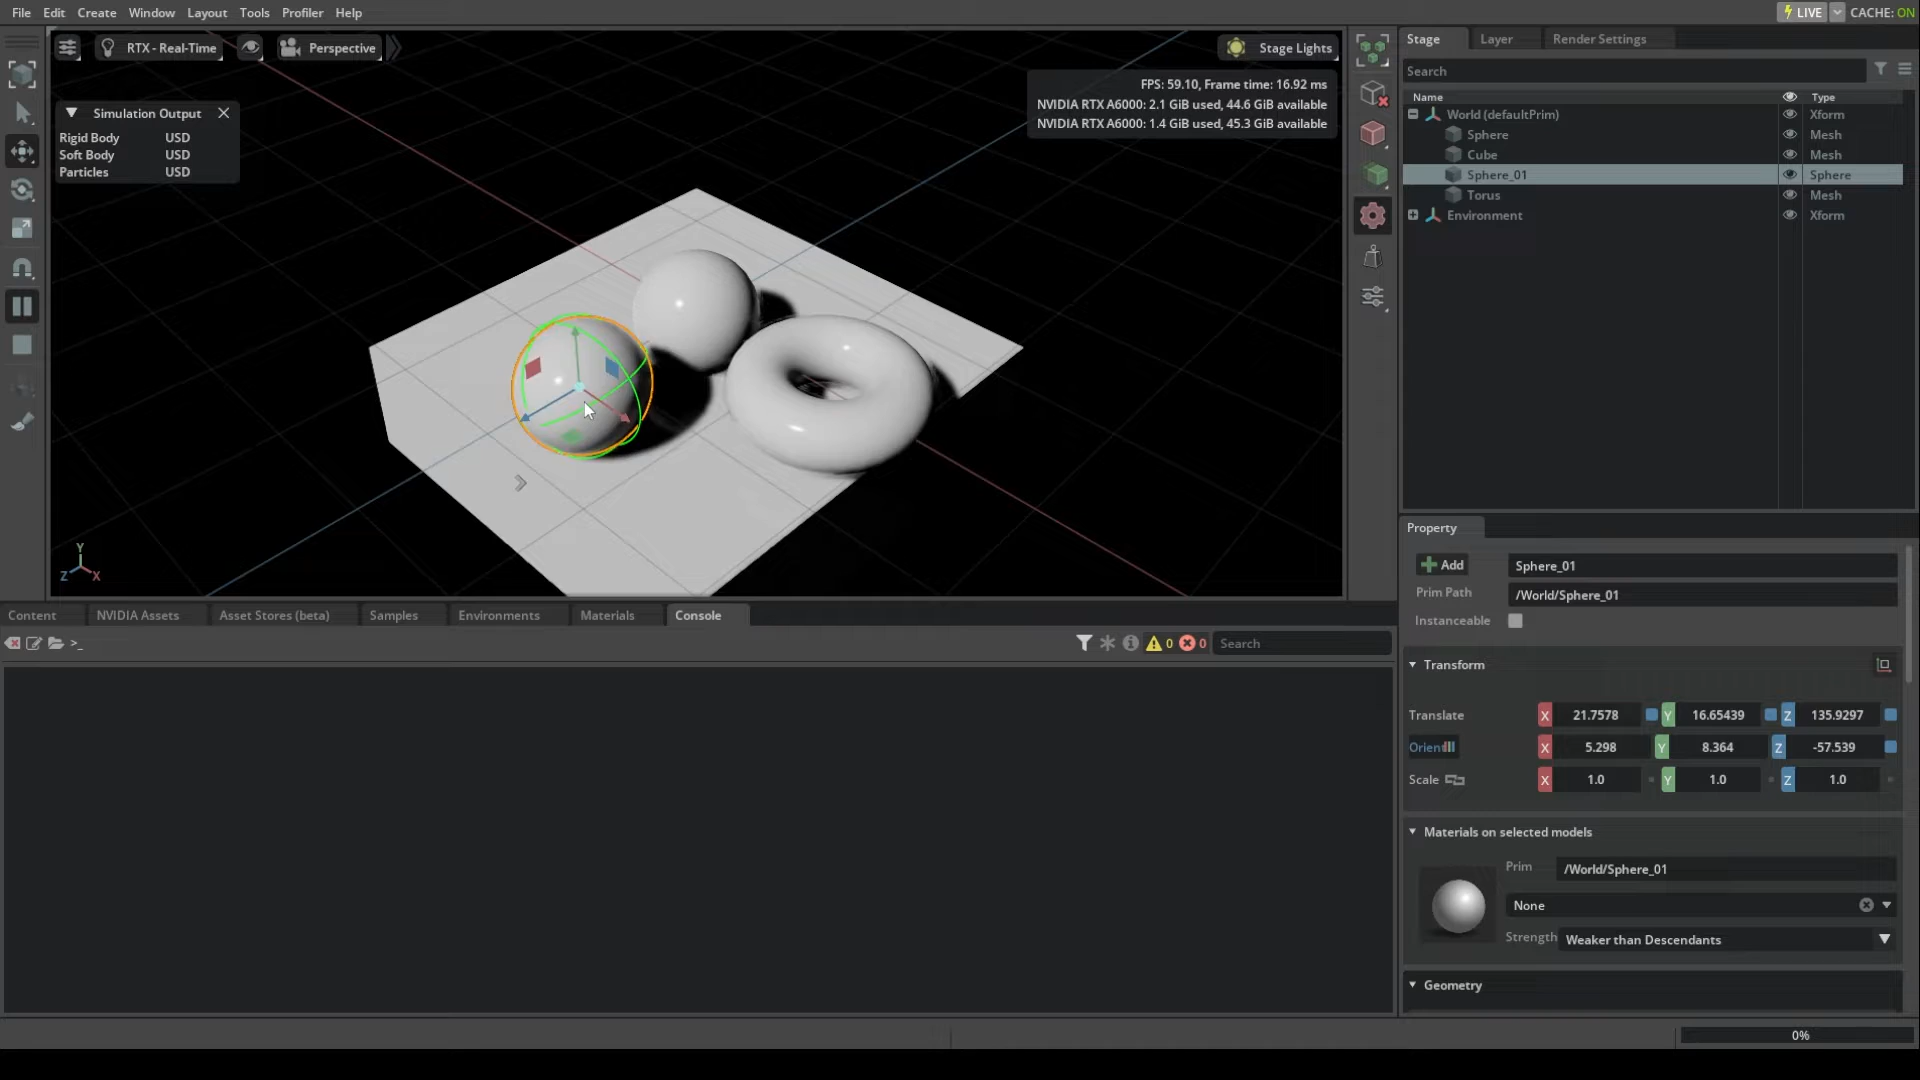 File Edit Create Window Layout Tools Profiler Help
LIVE CACHE: ON
RTX - Real-Time
Perspective
Stage Lights
FPS: 59.10, Frame time: 16.92 ms
NVIDIA RTX A6000: 2.1 GiB used, 44.6 GiB available
NVIDIA RTX A6000: 1.4 GiB used, 45.3 GiB available
Simulation Output
Rigid Body USD
Soft Body USD
Particles USD
Y
Z X
Stage Layer Render Settings
Search
Name Type
World (defaultPrim) Xform
Sphere Mesh
Cube Mesh
Sphere_01 Sphere
Torus Mesh
Environment Xform
Property
Add Sphere_01
Prim Path /World/Sphere_01
Instanceable
Transform
Translate X 21.7578 Y 16.65439 Z 135.9297
Orient X 5.298 Y 8.364 Z -57.539
Scale X 1.0 Y 1.0 Z 1.0
Materials on selected models
Prim /World/Sphere_01
None
Strength Weaker than Descendants
Geometry
Content NVIDIA Assets Asset Stores (beta) Samples Environments Materials Console
>_ 0 0 Search
0%